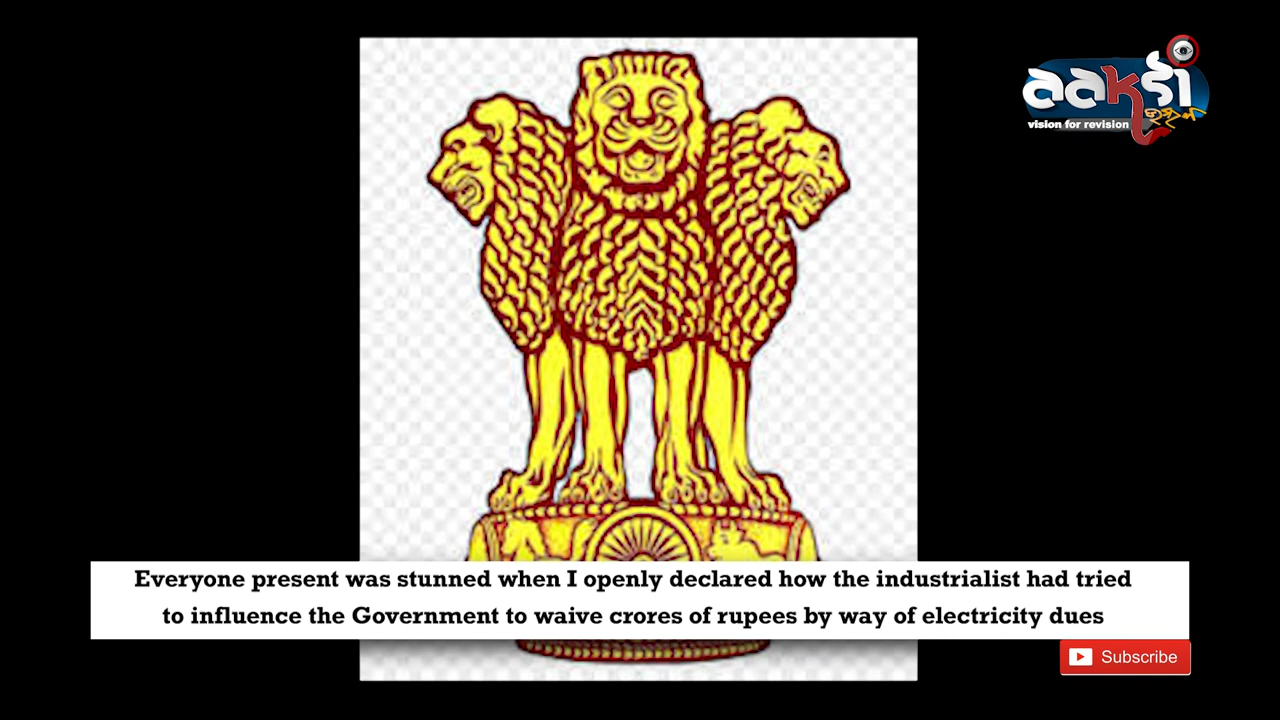 vision for revision
Everyone present was stunned when I openly declared how the industrialist had tried
to influence the Government to waive crores of rupees by way of electricity dues
Subscribe